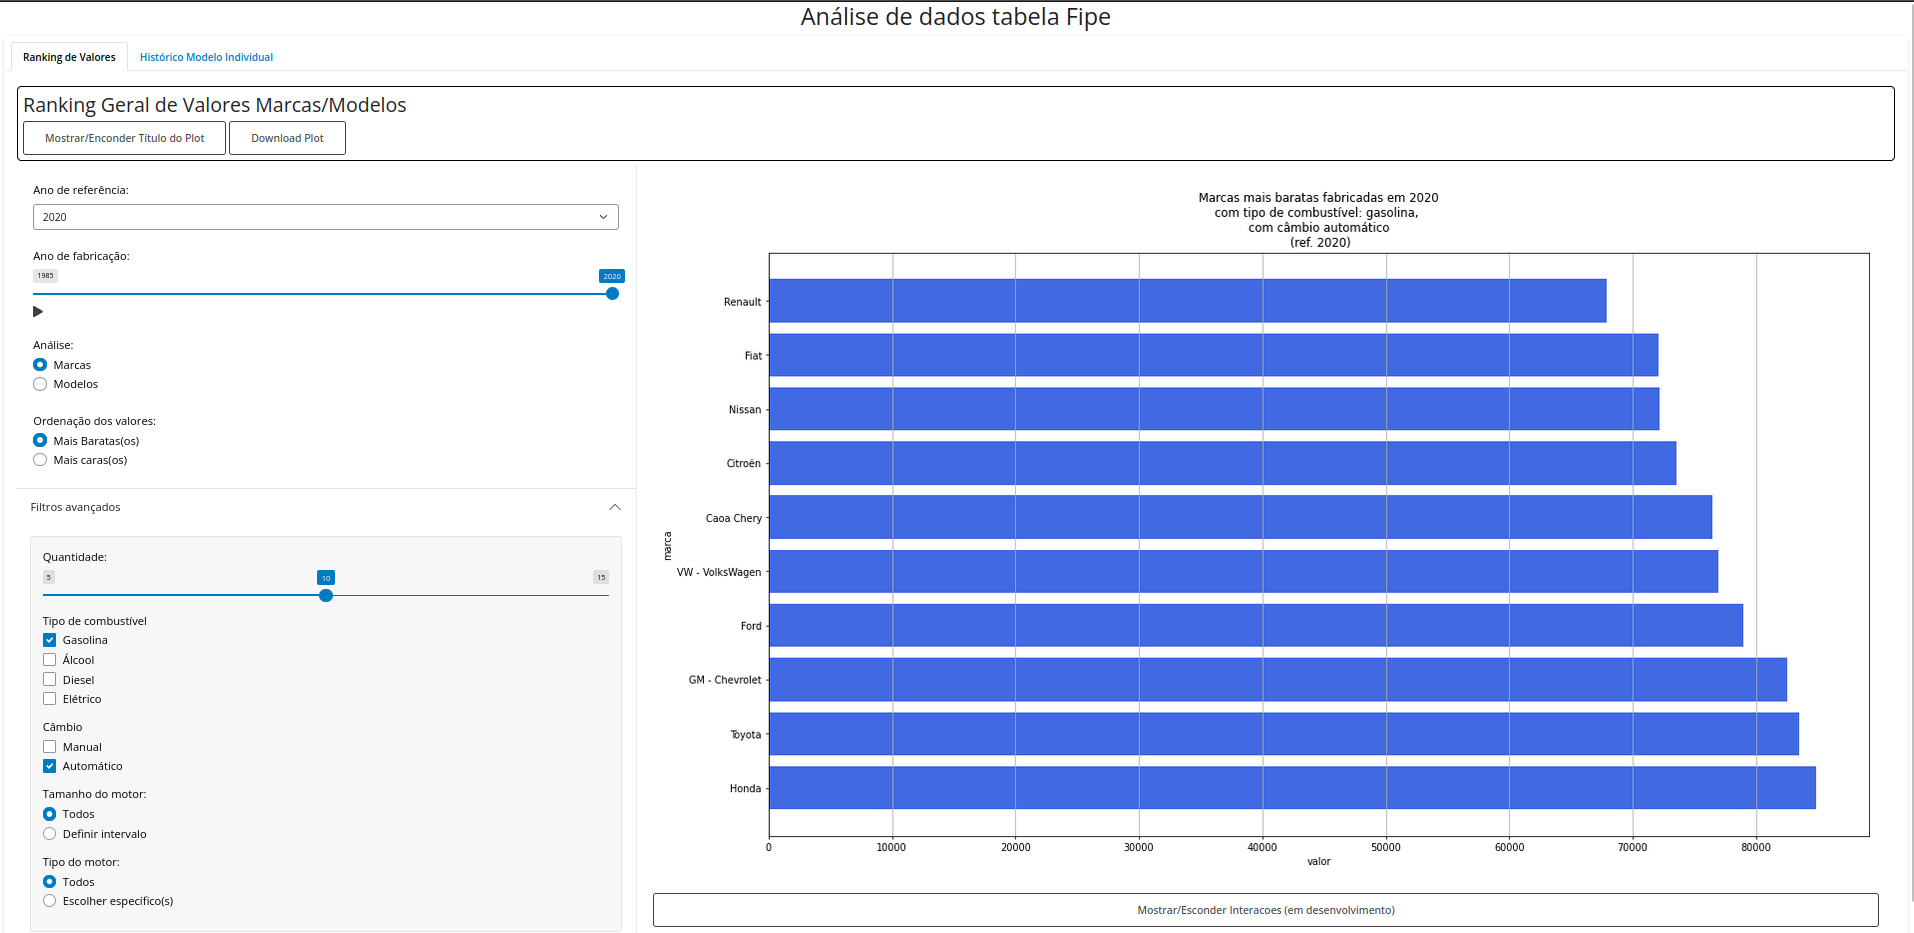 Análise de dados tabela Fipe
Ranking de Valores
Histórico Modelo Individual
Ranking Geral de Valores Marcas/Modelos
Mostrar/Enconder Título do Plot
Download Plot
Ano de referência:
2020
Ano de fabricação:
1985
2020
Análise:
Marcas
Modelos
Ordenação dos valores:
Mais Baratas(os)
Mais caras(os)
Filtros avançados
Quantidade:
5
10
15
Tipo de combustível
Gasolina
Álcool
Diesel
Elétrico
Câmbio
Manual
Automático
Tamanho do motor:
Todos
Definir intervalo
Tipo do motor:
Todos
Escolher específico(s)
Marcas mais baratas fabricadas em 2020
com tipo de combustível: gasolina,
com câmbio automático
(ref. 2020)
marca
Renault
Fiat
Nissan
Citroën
Caoa Chery
VW - VolksWagen
Ford
GM - Chevrolet
Toyota
Honda
0
10000
20000
30000
40000
50000
60000
70000
80000
valor
Mostrar/Esconder Interacoes (em desenvolvimento)